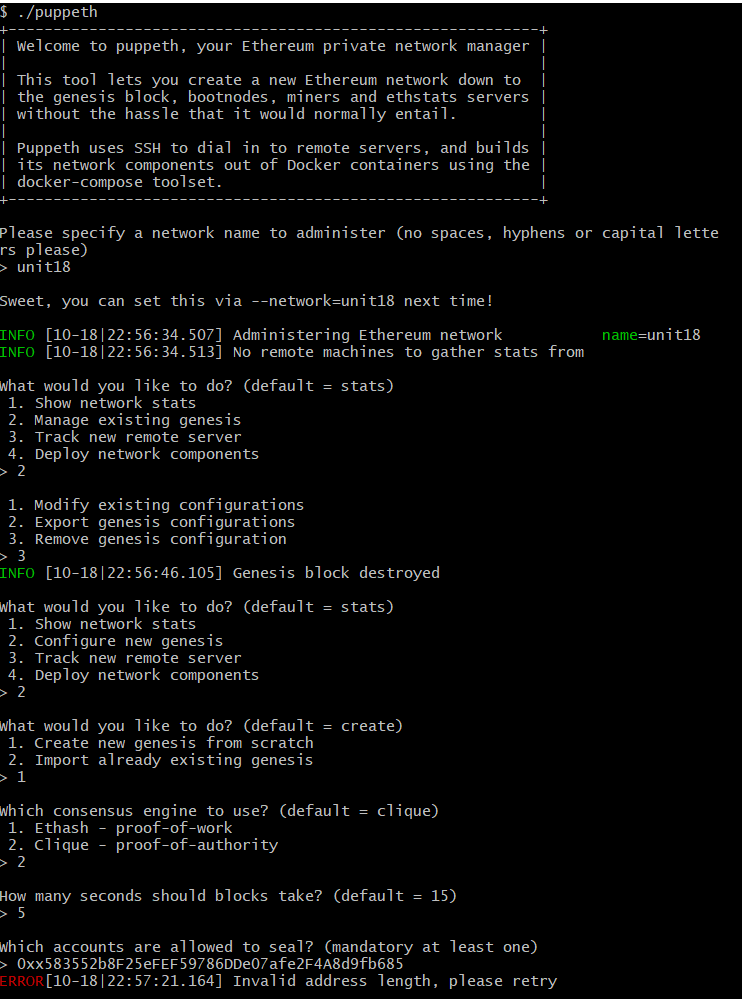 $ ./puppeth
+-----------------------------------------------------------+
| Welcome to puppeth, your Ethereum private network manager |
|                                                           |
| This tool lets you create a new Ethereum network down to  |
| the genesis block, bootnodes, miners and ethstats servers |
| without the hassle that it would normally entail.         |
|                                                           |
| Puppeth uses SSH to dial in to remote servers, and builds |
| its network components out of Docker containers using the |
| docker-compose toolset.                                   |
+-----------------------------------------------------------+
Please specify a network name to administer (no spaces, hyphens or capital lette
rs please)
> unit18
Sweet, you can set this via --network=unit18 next time!
INFO [10-18|22:56:34.507] Administering Ethereum network           name=unit18
INFO [10-18|22:56:34.513] No remote machines to gather stats from
What would you like to do? (default = stats)
 1. Show network stats
 2. Manage existing genesis
 3. Track new remote server
 4. Deploy network components
> 2
 1. Modify existing configurations
 2. Export genesis configurations
 3. Remove genesis configuration
> 3
INFO [10-18|22:56:46.105] Genesis block destroyed
What would you like to do? (default = stats)
 1. Show network stats
 2. Configure new genesis
 3. Track new remote server
 4. Deploy network components
> 2
What would you like to do? (default = create)
 1. Create new genesis from scratch
 2. Import already existing genesis
> 1
Which consensus engine to use? (default = clique)
 1. Ethash - proof-of-work
 2. Clique - proof-of-authority
> 2
How many seconds should blocks take? (default = 15)
> 5
Which accounts are allowed to seal? (mandatory at least one)
> 0xx583552b8F25eFEF59786DDe07afe2F4A8d9fb685
ERROR[10-18|22:57:21.164] Invalid address length, please retry